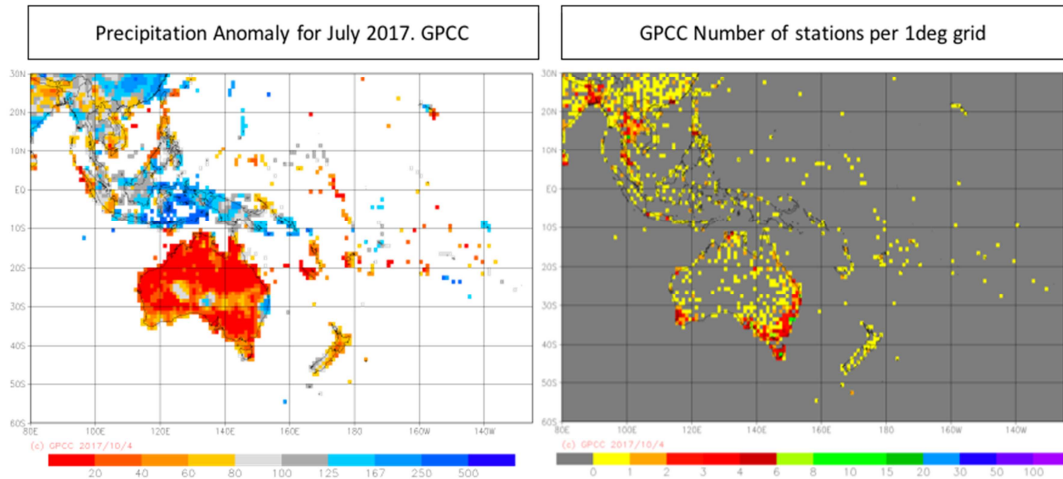 Precipitation Anomaly for July 2017. GPCC
GPCC Number of stations per 1deg grid
30N
20N
10N
EQ
10S
20S
30S
40S
50S
60S
80E 100E 120E 140E 160E 180 160W 140W
(c) GPCC 2017/10/4
20 40 60 80 100 125 167 250 500
30N
20N
10N
EQ
10S
20S
30S
40S
50S
60S
80E 100E 120E 140E 160E 180 160W 140W
(c) GPCC 2017/10/4
0 1 2 3 4 6 8 10 15 20 30 50 100